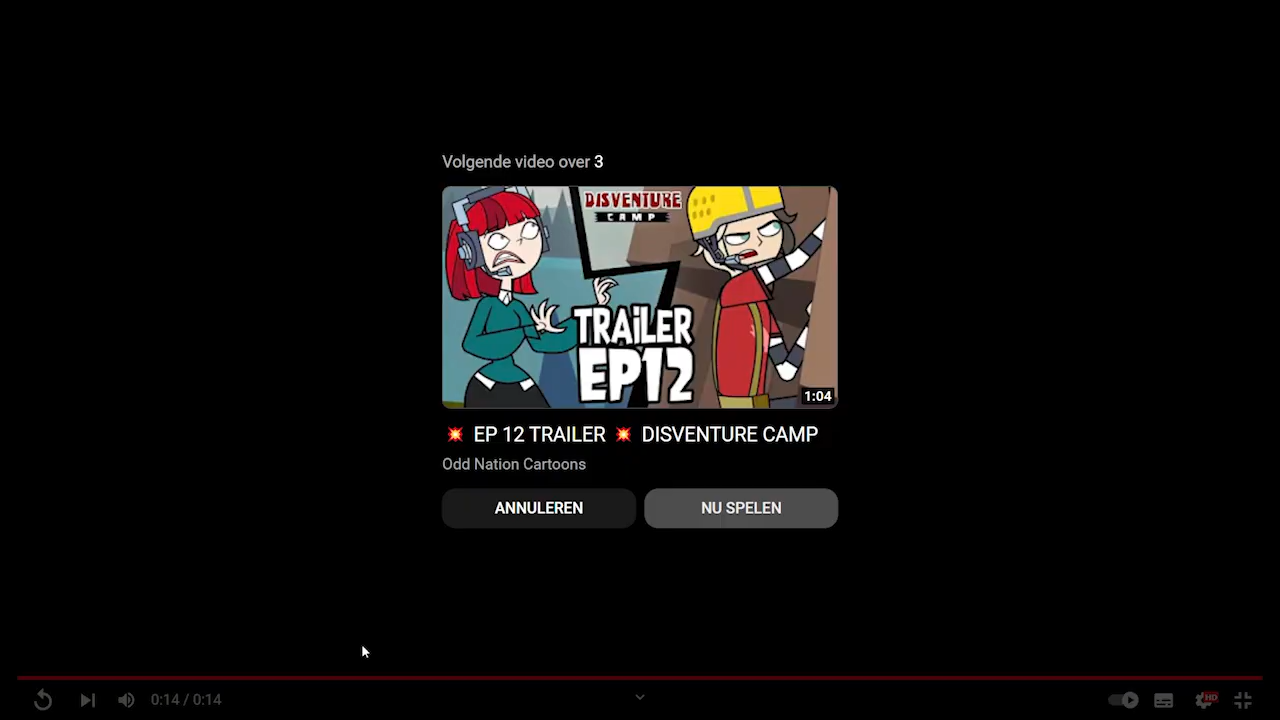 Volgende video over 3
DISVENTURE
CAMP
TRAILER
EP12
1:04
💥 EP 12 TRAILER 💥 DISVENTURE CAMP
Odd Nation Cartoons
ANNULEREN
NU SPELEN
0:14 / 0:14
HD